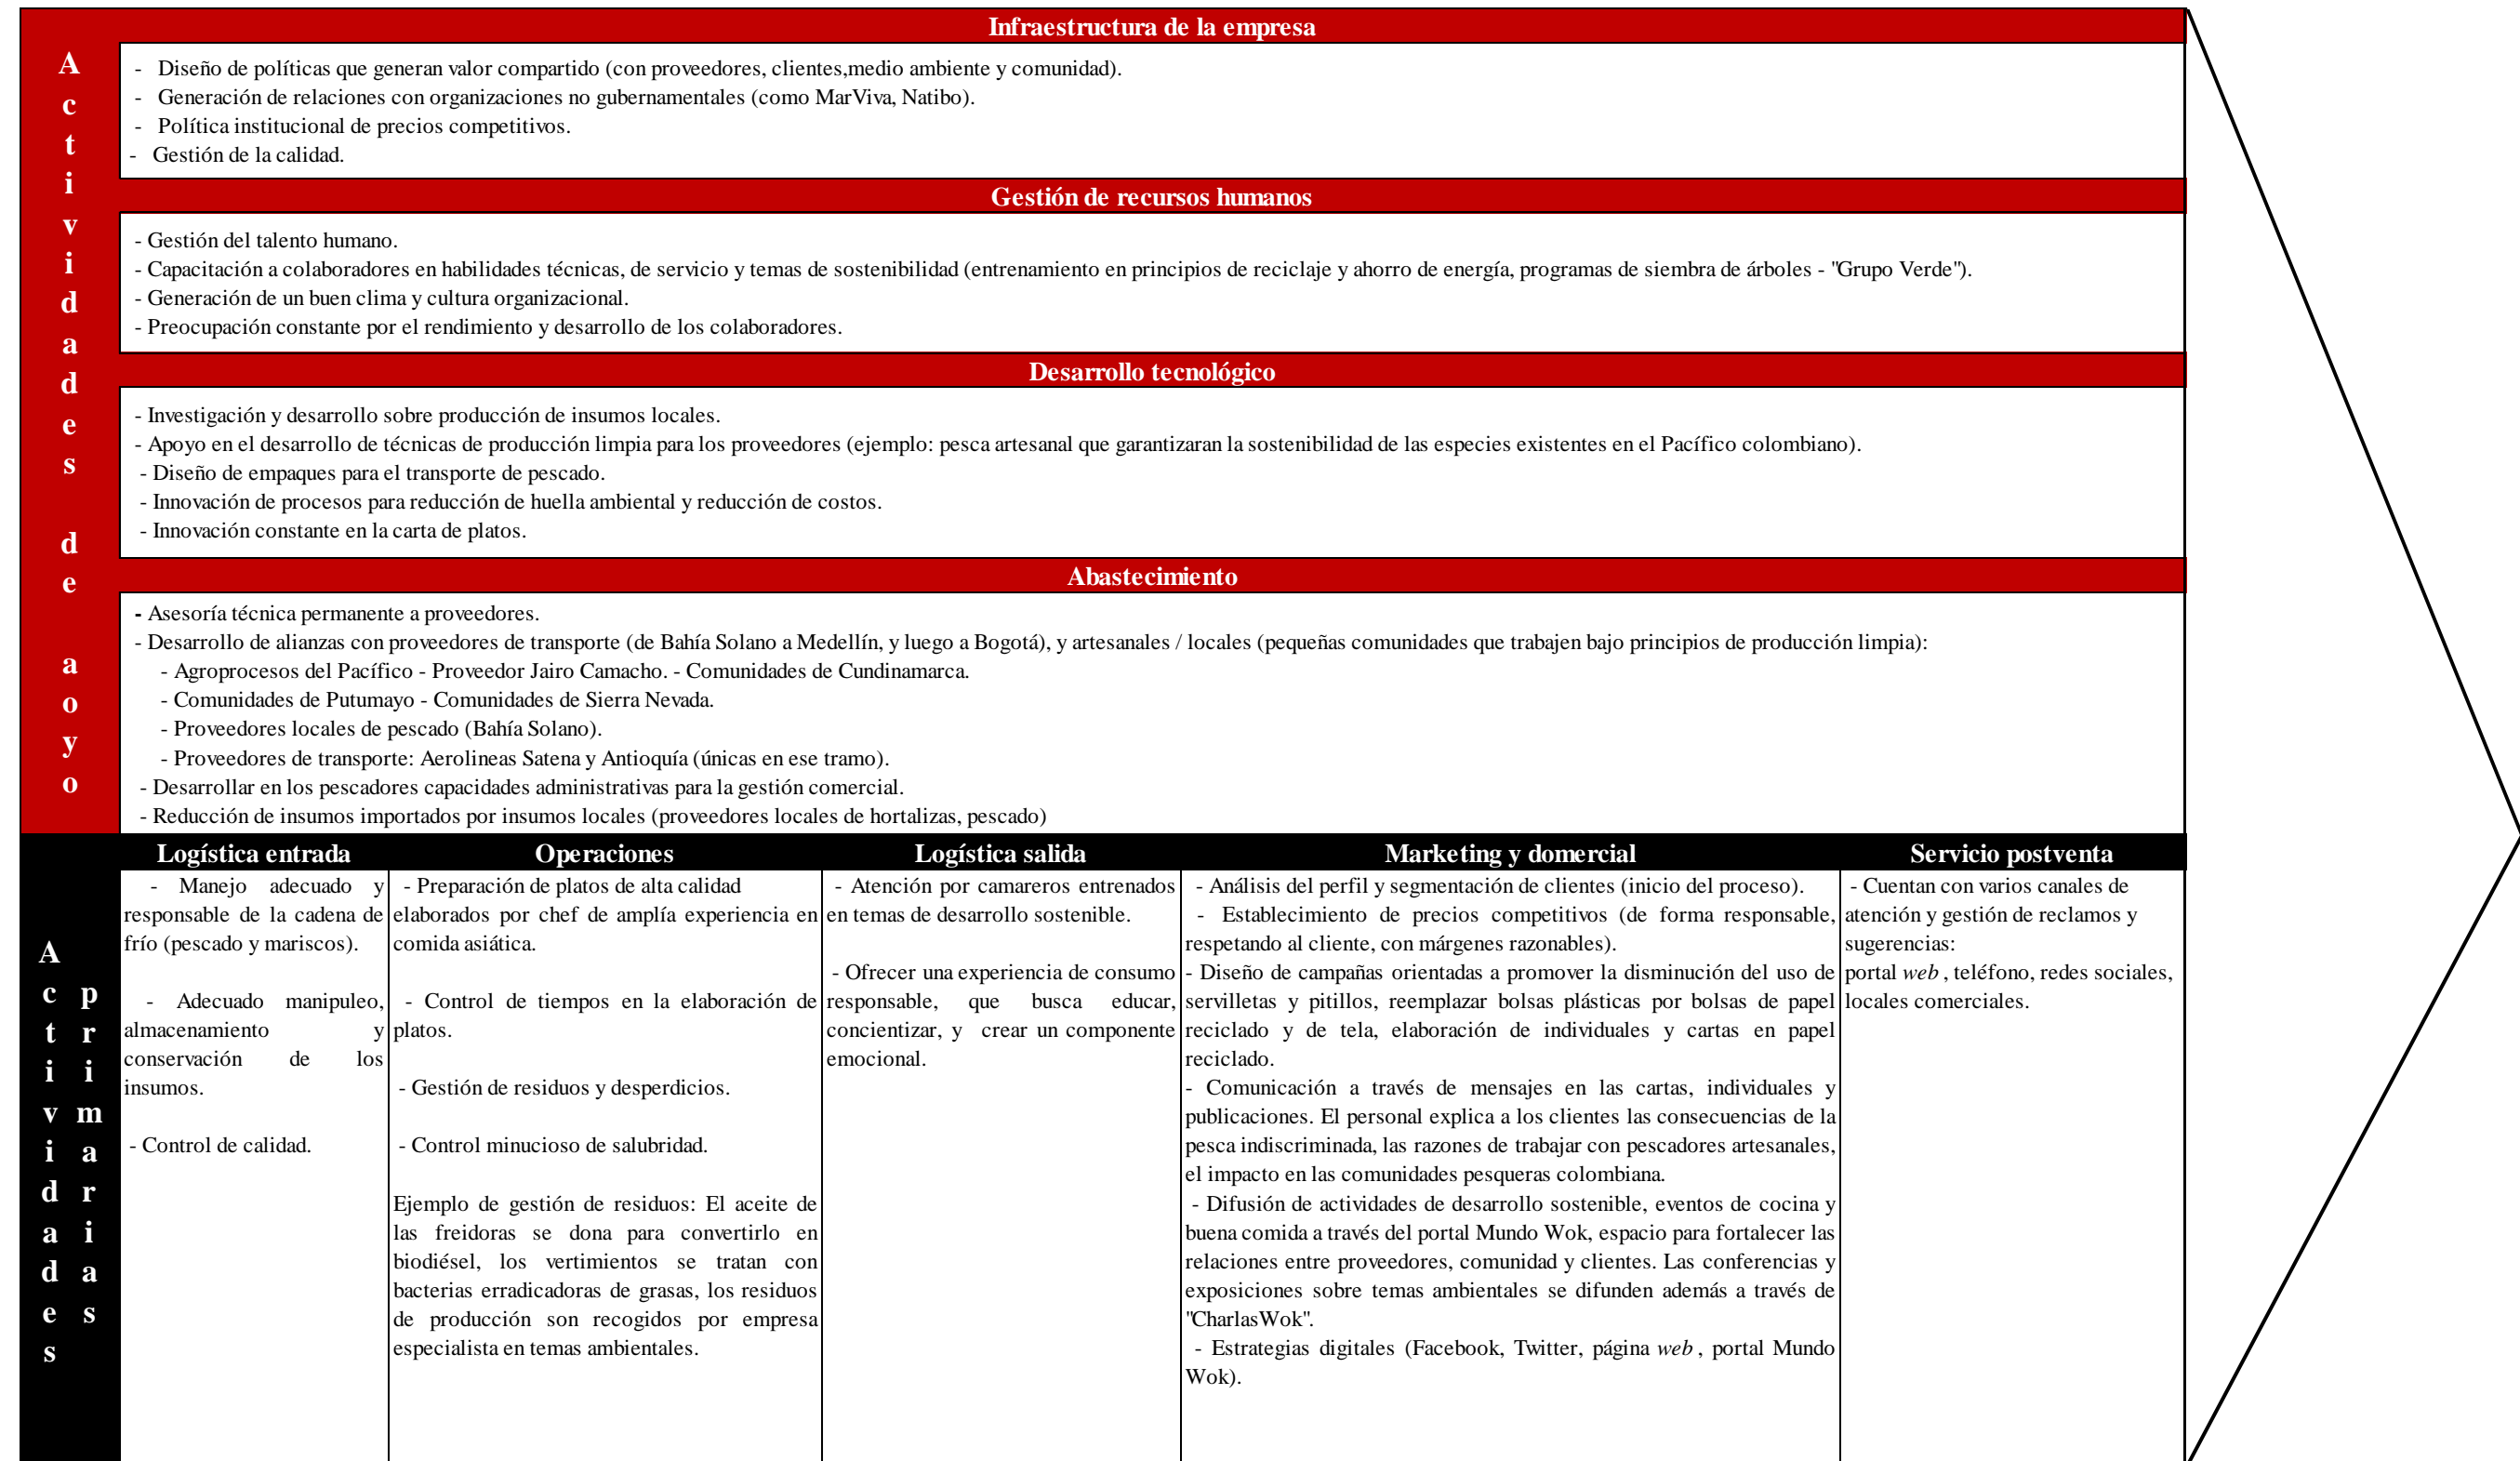 Infraestructura de la empresa
Actividades de aoyo
- Diseño de políticas que generan valor compartido (con proveedores, clientes,medio ambiente y comunidad).
- Generación de relaciones con organizaciones no gubernamentales (como MarViva, Natibo).
- Política institucional de precios competitivos.
- Gestión de la calidad.
Gestión de recursos humanos
- Gestión del talento humano.
- Capacitación a colaboradores en habilidades técnicas, de servicio y temas de sostenibilidad (entrenamiento en principios de reciclaje y ahorro de energía, programas de siembra de árboles - "Grupo Verde").
- Generación de un buen clima y cultura organizacional.
- Preocupación constante por el rendimiento y desarrollo de los colaboradores.
Desarrollo tecnológico
- Investigación y desarrollo sobre producción de insumos locales.
- Apoyo en el desarrollo de técnicas de producción limpia para los proveedores (ejemplo: pesca artesanal que garantizaran la sostenibilidad de las especies existentes en el Pacífico colombiano).
- Diseño de empaques para el transporte de pescado.
- Innovación de procesos para reducción de huella ambiental y reducción de costos.
- Innovación constante en la carta de platos.
Abastecimiento
- Asesoría técnica permanente a proveedores.
- Desarrollo de alianzas con proveedores de transporte (de Bahía Solano a Medellín, y luego a Bogotá), y artesanales / locales (pequeñas comunidades que trabajen bajo principios de producción limpia):
- Agroprocesos del Pacífico - Proveedor Jairo Camacho. - Comunidades de Cundinamarca.
- Comunidades de Putumayo - Comunidades de Sierra Nevada.
- Proveedores locales de pescado (Bahía Solano).
- Proveedores de transporte: Aerolineas Satena y Antioquía (únicas en ese tramo).
- Desarrollar en los pescadores capacidades administrativas para la gestión comercial.
- Reducción de insumos importados por insumos locales (proveedores locales de hortalizas, pescado)
Actividades primarias
Logística entrada
- Manejo adecuado y
responsable de la cadena de
frío (pescado y mariscos).
- Adecuado manipuleo,
almacenamiento y
conservación de los
insumos.
- Control de calidad.
Operaciones
- Preparación de platos de alta calidad
elaborados por chef de amplía experiencia en
comida asiática.
- Control de tiempos en la elaboración de
platos.
- Gestión de residuos y desperdicios.
- Control minucioso de salubridad.
Ejemplo de gestión de residuos: El aceite de
las freidoras se dona para convertirlo en
biodiésel, los vertimientos se tratan con
bacterias erradicadoras de grasas, los residuos
de producción son recogidos por empresa
especialista en temas ambientales.
Logística salida
- Atención por camareros entrenados
en temas de desarrollo sostenible.
- Ofrecer una experiencia de consumo
responsable, que busca educar,
concientizar, y crear un componente
emocional.
Marketing y domercial
- Análisis del perfil y segmentación de clientes (inicio del proceso).
- Establecimiento de precios competitivos (de forma responsable,
respetando al cliente, con márgenes razonables).
- Diseño de campañas orientadas a promover la disminución del uso de
servilletas y pitillos, reemplazar bolsas plásticas por bolsas de papel
reciclado y de tela, elaboración de individuales y cartas en papel
reciclado.
- Comunicación a través de mensajes en las cartas, individuales y
publicaciones. El personal explica a los clientes las consecuencias de la
pesca indiscriminada, las razones de trabajar con pescadores artesanales,
el impacto en las comunidades pesqueras colombiana.
- Difusión de actividades de desarrollo sostenible, eventos de cocina y
buena comida a través del portal Mundo Wok, espacio para fortalecer las
relaciones entre proveedores, comunidad y clientes. Las conferencias y
exposiciones sobre temas ambientales se difunden además a través de
"CharlasWok".
- Estrategias digitales (Facebook, Twitter, página web , portal Mundo
Wok).
Servicio postventa
- Cuentan con varios canales de
atención y gestión de reclamos y
sugerencias:
portal web , teléfono, redes sociales,
locales comerciales.